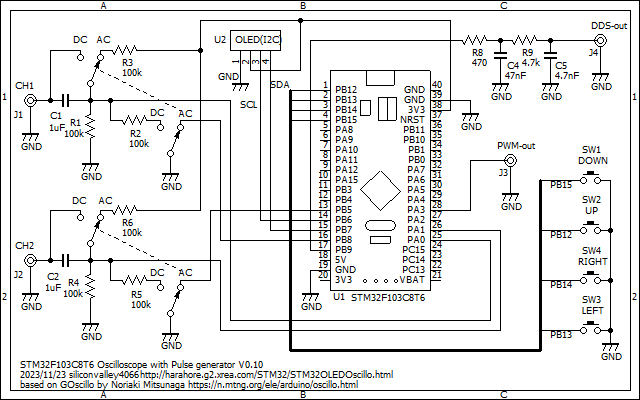 A B C
DC AC
R3
100k
U2 OLED(I2C)
1 2 3 4
GND
SDA
SCL
R8
470
R9
4.7k
C4
47nF
C5
4.7nF
DDS-out
J4
GND GND GND
CH1
J1
GND
C1
1uF
R1
100k
GND
R2
100k
DC AC
GND
1 1
1 PB12
2 PB13
3 PB14
4 PB15
5 PA8
6 PA9
7 PA10
8 PA11
9 PA12
10 PA15
11 PB3
12 PB4
13 PB5
14 PB6
15 PB7
16 PB8
17 PB9
18 5V
19 GND
20 3V3
GND 40
GND 39
3V3 38
NRST 37
PB11 36
PB10 35
PB1 34
PB0 33
PA7 32
PA6 31
PA5 30
PA4 29
PA3 28
PA2 27
PA1 26
PA0 25
PC15 24
PC14 23
PC13 22
VBAT 21
U1 STM32F103C8T6
GND
GND
PWM-out
J3
GND
SW1
DOWN
PB15
SW2
UP
PB12
SW4
RIGHT
PB14
SW3
LEFT
PB13
GND
DC AC
R6
100k
CH2
J2
GND
C2
1uF
R4
100k
GND
R5
100k
DC AC
GND
2 2
STM32F103C8T6 Oscilloscope with Pulse generator V0.10
2023/11/23 siliconvalley4066http://harahore.g2.xrea.com/STM32/STM32OLEDOscillo.html
based on GOscillo by Noriaki Mitsunaga https://n.mtng.org/ele/arduino/oscillo.html
A B C